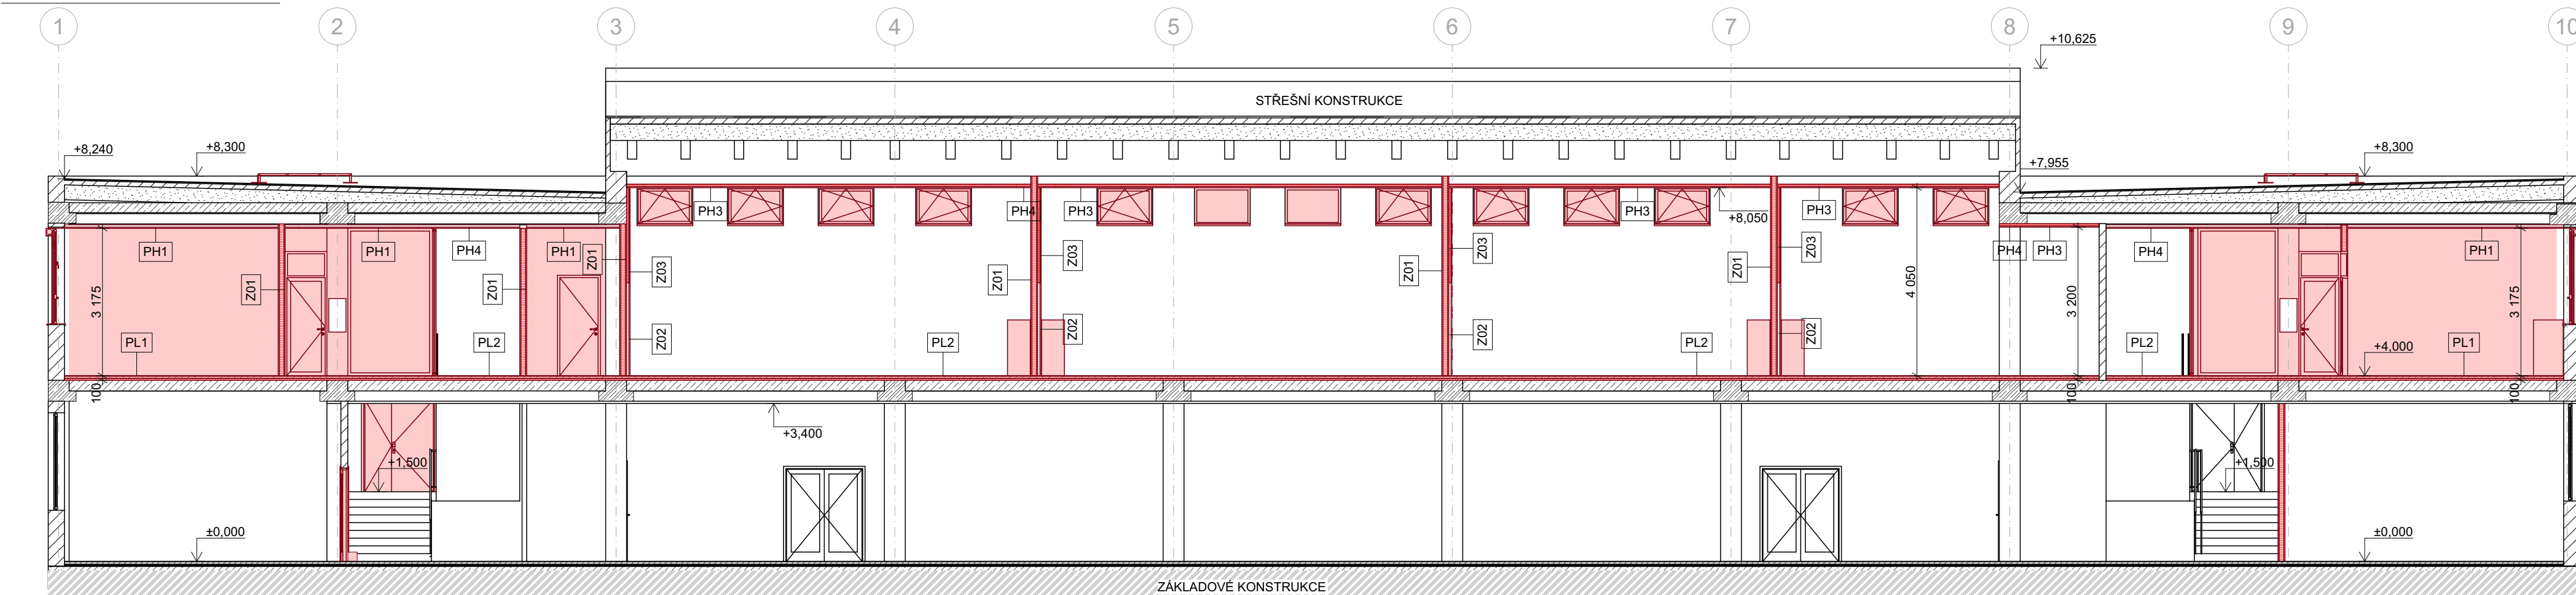 1 2 3 4 5 6 7 8 9 10
+10,625
STŘEŠNÍ KONSTRUKCE
+8,240 +8,300 +7,955 +8,300
PH3 PH4 PH3 PH3 PH3
+8,050
PH1 PH1 PH4 PH1 PH4 PH3 PH4 PH1
Z01 Z03 Z03 Z03 Z03
Z01 Z01 Z01 Z01 Z01
3 175 4 050 3 200 3 175
Z02 Z02 Z02 Z02
PL1 PL2 PL2 PL2 PL2 PL1
+4,000
100 100 100
+3,400
+1,500 +1,500
±0,000 ±0,000
ZÁKLADOVÉ KONSTRUKCE